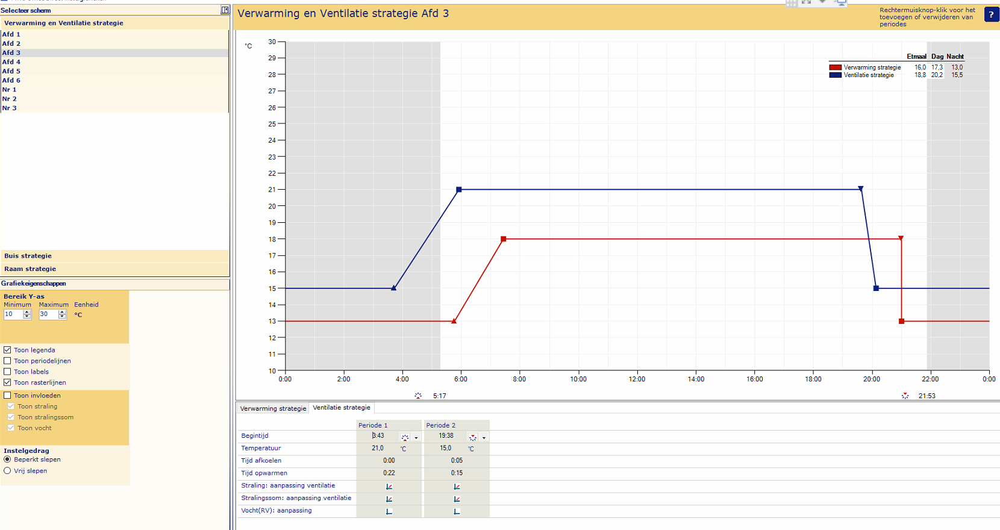 Selecteer scherm
Verwarming en Ventilatie strategie
Afd 1
Afd 2
Afd 3
Afd 4
Afd 5
Afd 6
Nr 1
Nr 2
Nr 3
Buis strategie
Raam strategie
Grafiekeigenschappen
Bereik Y-as
Minimum Maximum Eenheid
10 30 °C
Toon legenda
Toon periodelijnen
Toon labels
Toon rasterlijnen
Toon invloeden
Toon straling
Toon stralingssom
Toon vocht
Instelgedrag
Beperkt slepen
Vrij slepen
Verwarming en Ventilatie strategie Afd 3
Rechtermuisknop-klik voor het
toevoegen of verwijderen van
periodes
?
°C
30
29
28
27
26
25
24
23
22
21
20
19
18
17
16
15
14
13
12
11
10
Etmaal Dag Nacht
Verwarming strategie 16,0 17,3 13,0
Ventilatie strategie 18,8 20,2 15,5
0:00 2:00 4:00 6:00 8:00 10:00 12:00 14:00 16:00 18:00 20:00 22:00 0:00
5:17 21:53
Verwarming strategie Ventilatie strategie
Periode 1 Periode 2
Begintijd 3:43 19:38
Temperatuur 21,0 °C 15,0 °C
Tijd afkoelen 0:00 0:05
Tijd opwarmen 0:22 0:15
Straling: aanpassing ventilatie
Stralingssom: aanpassing ventilatie
Vocht(RV): aanpassing